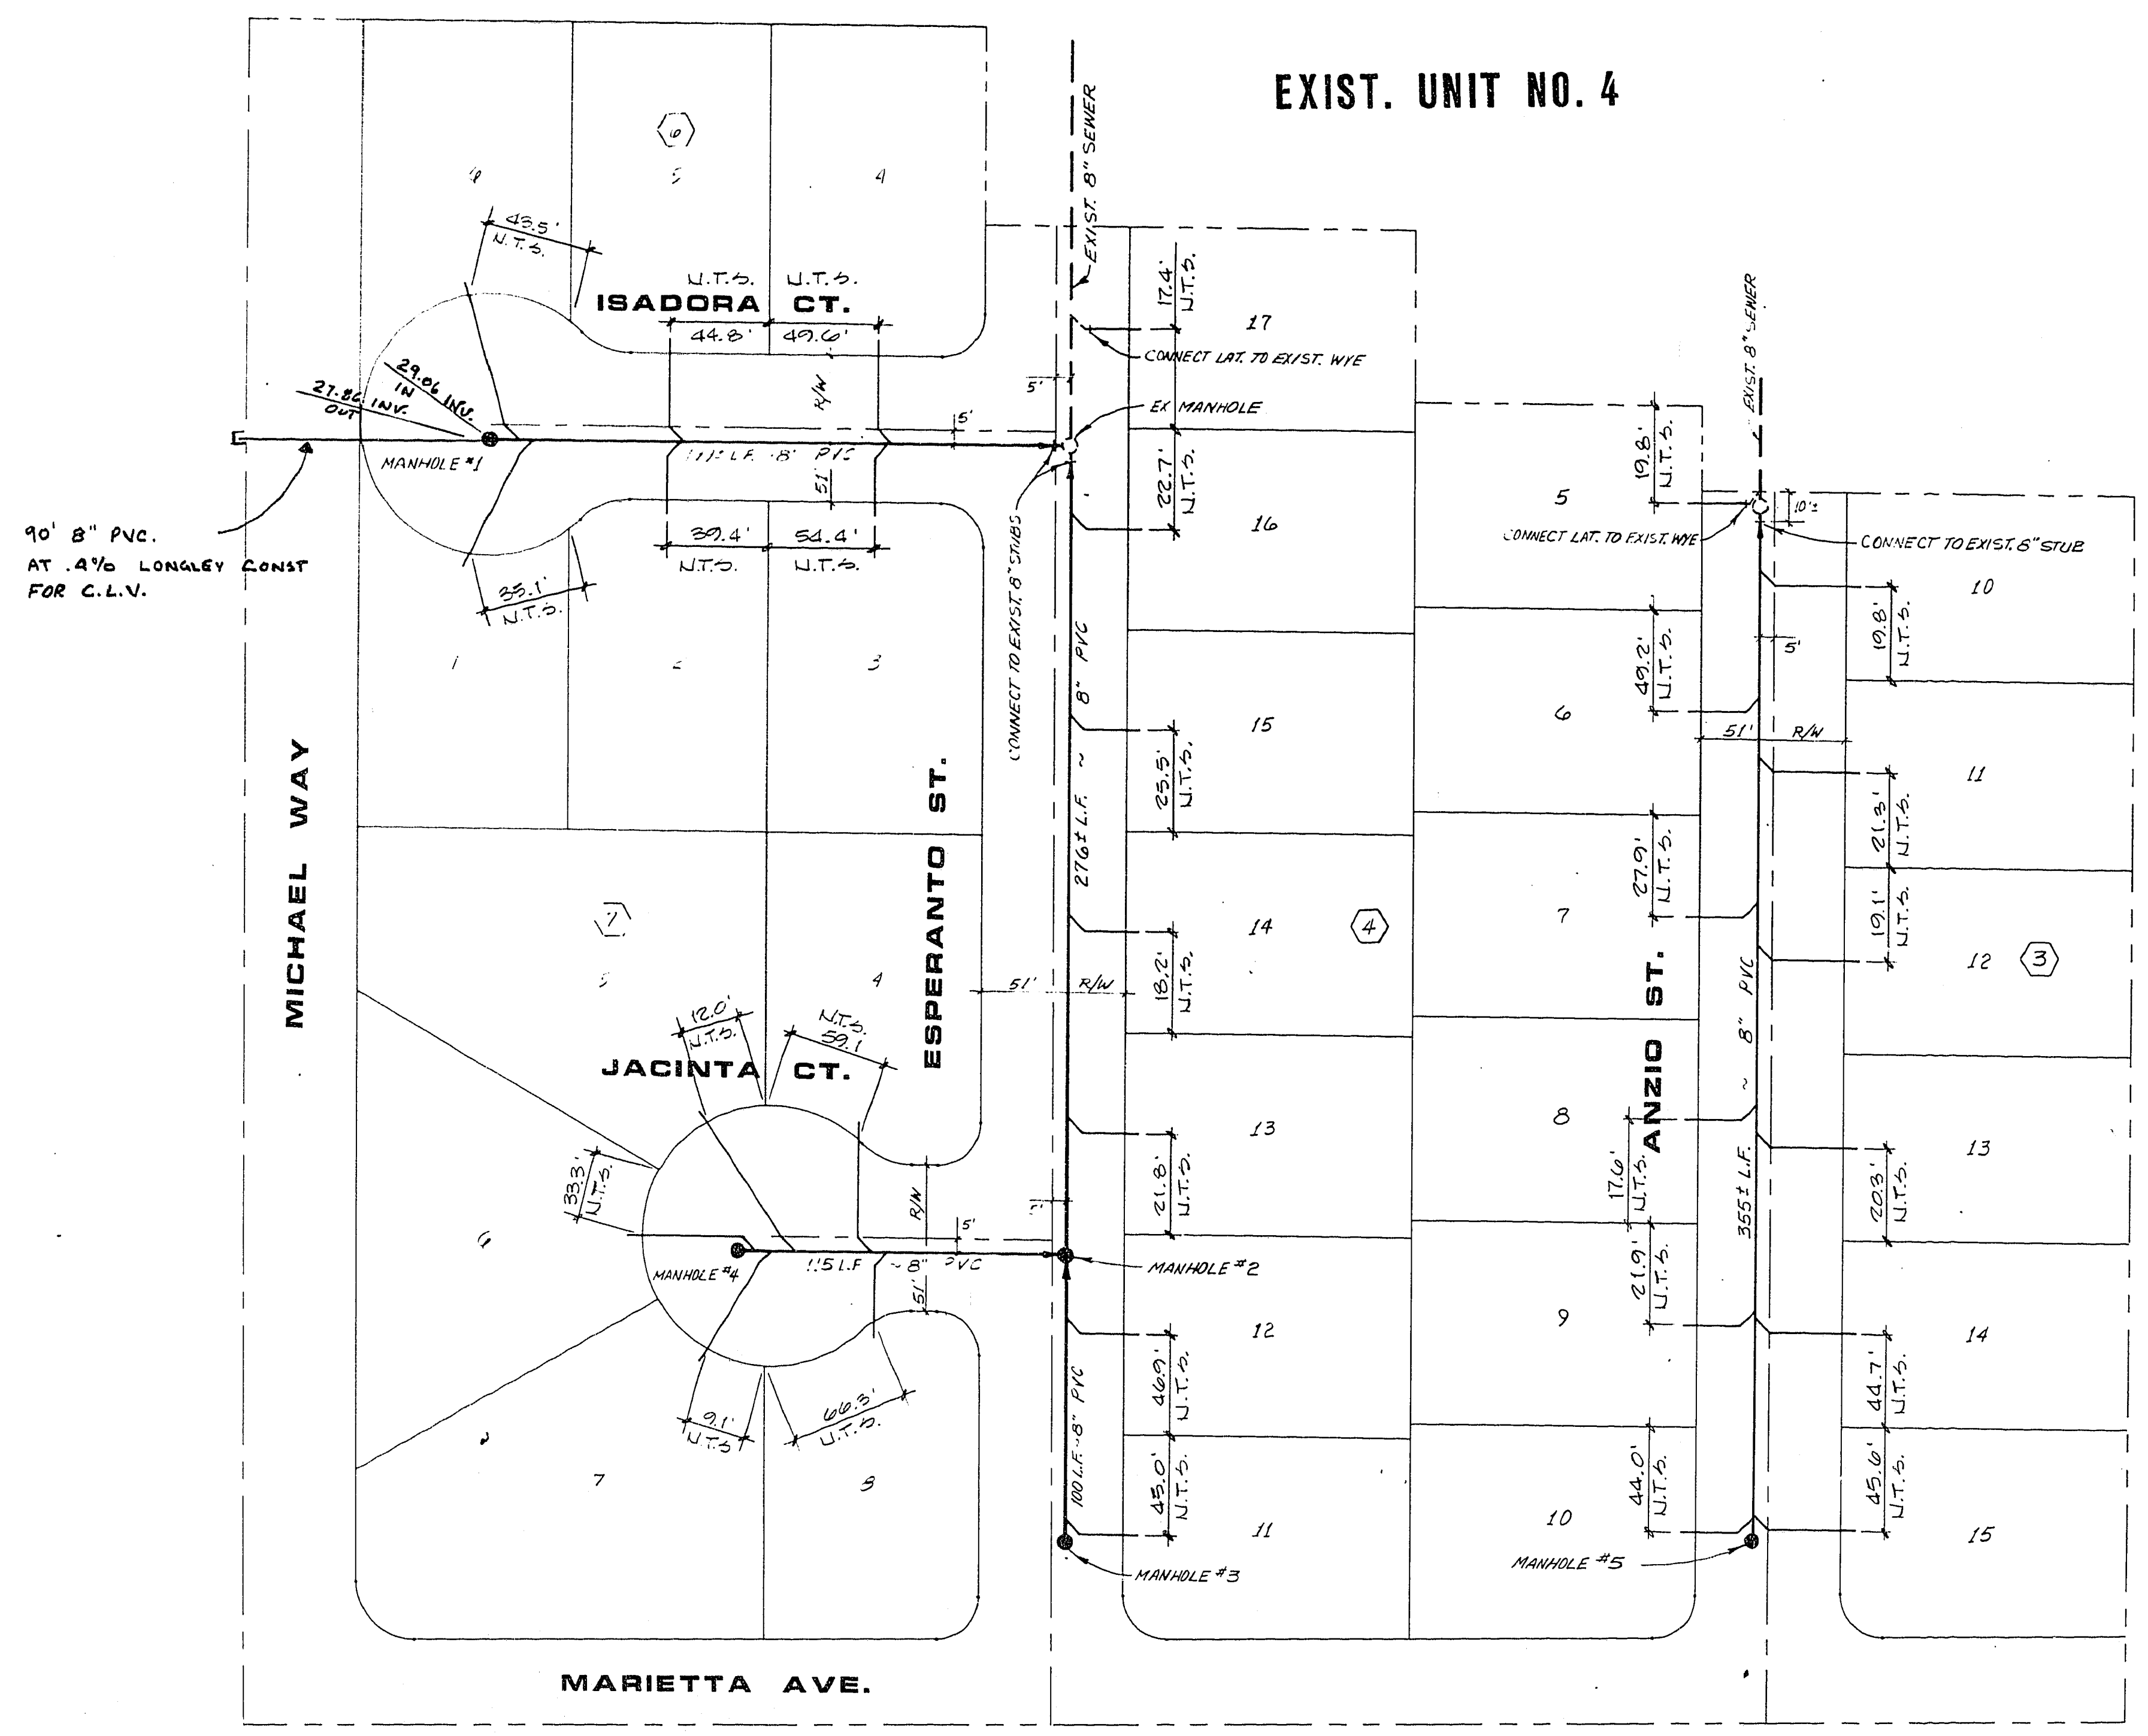 EXIST. UNIT NO. 4
EXIST. 8" SEWER
6
5
4
43.5'
N.T.S.
N.T.S. N.T.S.
ISADORA CT.
44.8' 49.6'
R/W
29.06 INV.
IN
27.86 INV.
OUT
MANHOLE #1
L.F. 8" PVC
51'
5'
5'
39.4' 54.4'
N.T.S. N.T.S.
35.1'
N.T.S.
90' 8" PVC.
AT .4% LONGLEY CONST
FOR C.L.V.
1
3
MICHAEL WAY
ESPERANTO ST.
CONNECT TO EXIST. 8" STUBS
17.4'
N.T.S.
17
CONNECT LAT. TO EXIST. WYE
EX MANHOLE
22.7'
N.T.S.
16
276± L.F. ~ 8" PVC
25.5'
N.T.S.
15
18.2'
N.T.S.
14
4
51' R/W
21.8'
N.T.S.
13
MANHOLE #2
46.9'
N.T.S.
12
100 L.F. ~8" PVC
45.0'
N.T.S.
11
MANHOLE #3
7
5
4
12.0'
N.T.S.
N.T.S.
59.1
JACINTA CT.
33.3'
N.T.S.
6
MANHOLE #4
115 L.F. ~ 8" PVC
R/W
51'
5'
9.1'
N.T.S
66.3'
N.T.S.
7
8
MARIETTA AVE.
EXIST. 8" SEWER
19.8'
N.T.S.
5
CONNECT LAT. TO EXIST. WYE
10'±
CONNECT TO EXIST. 8" STUB
49.2'
N.T.S.
6
51' R/W
5'
27.9'
N.T.S.
7
ANZIO ST.
355± L.F. ~ 8" PVC
17.6'
N.T.S.
8
21.9'
N.T.S.
9
44.0'
N.T.S.
10
MANHOLE #5
19.8'
N.T.S.
10
21.3'
N.T.S.
11
19.1'
N.T.S.
12
3
20.3'
N.T.S.
13
44.7'
N.T.S.
14
45.6'
N.T.S.
15